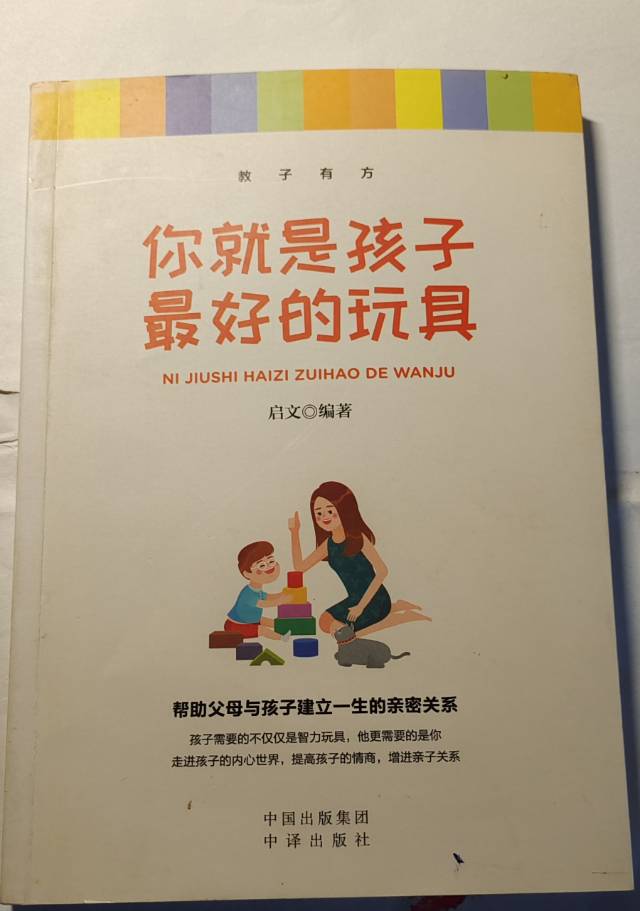 教子有方
你就是孩子
最好的玩具
NI JIUSHI HAIZI ZUIHAO DE WANJU
启文◎编著
帮助父母与孩子建立一生的亲密关系
孩子需要的不仅仅是智力玩具，他更需要的是你
走进孩子的内心世界，提高孩子的情商，增进亲子关系
中国出版集团
中译出版社